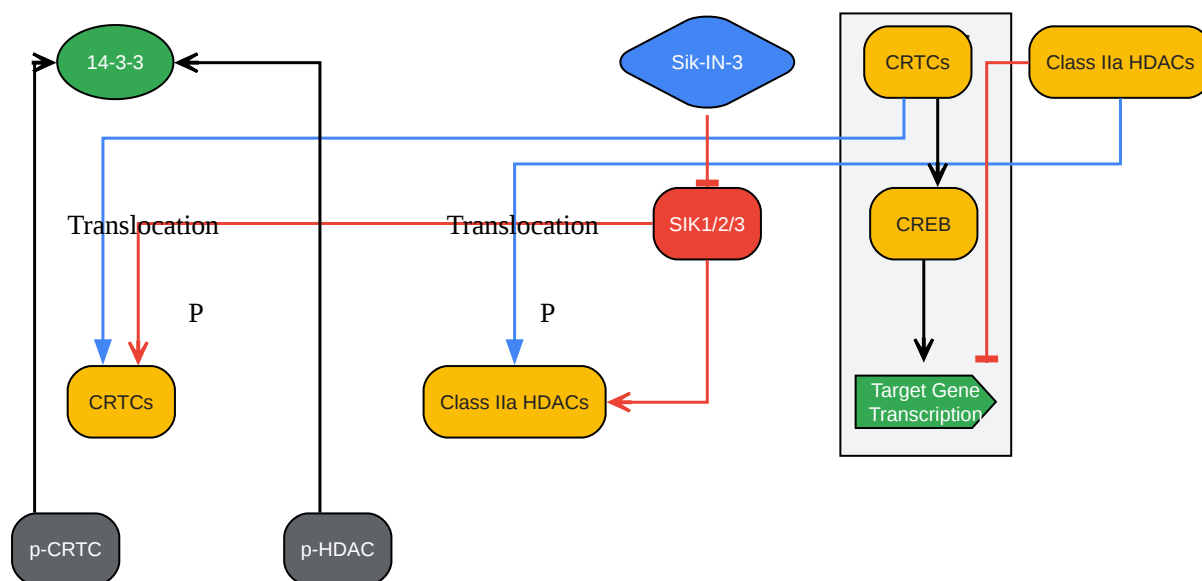 14-3-3
Sik-IN-3
CRTCs
Class IIa HDACs
Translocation
Translocation
SIK1/2/3
CREB
P
P
CRTCs
Class IIa HDACs
Target Gene
Transcription
p-CRTC
p-HDAC